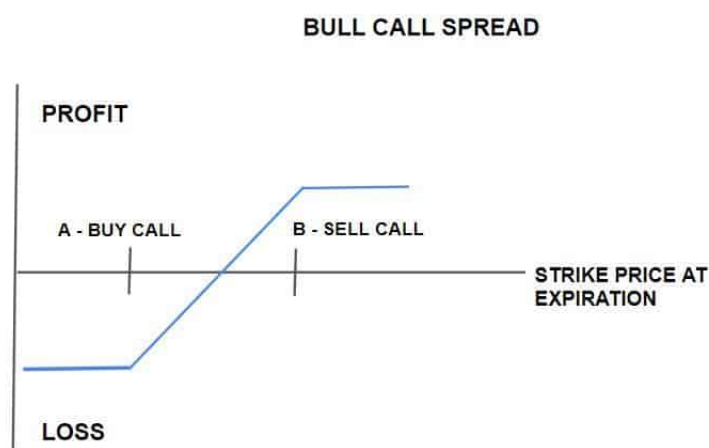 BULL CALL SPREAD
PROFIT
A - BUY CALL
B - SELL CALL
STRIKE PRICE AT
EXPIRATION
LOSS